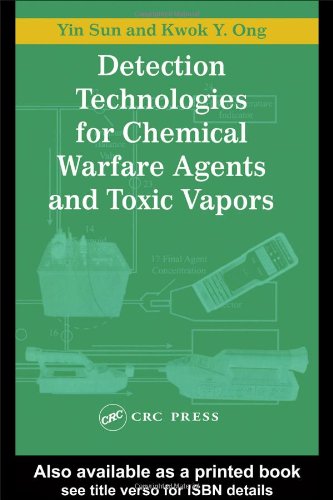 Yin Sun and Kwok Y. Ong
Detection
Technologies
for Chemical
Warfare Agents
and Toxic Vapors
17 Final Agent
Concentration
CRC
CRC PRESS
Also available as a printed book
see title verso for ISBN details